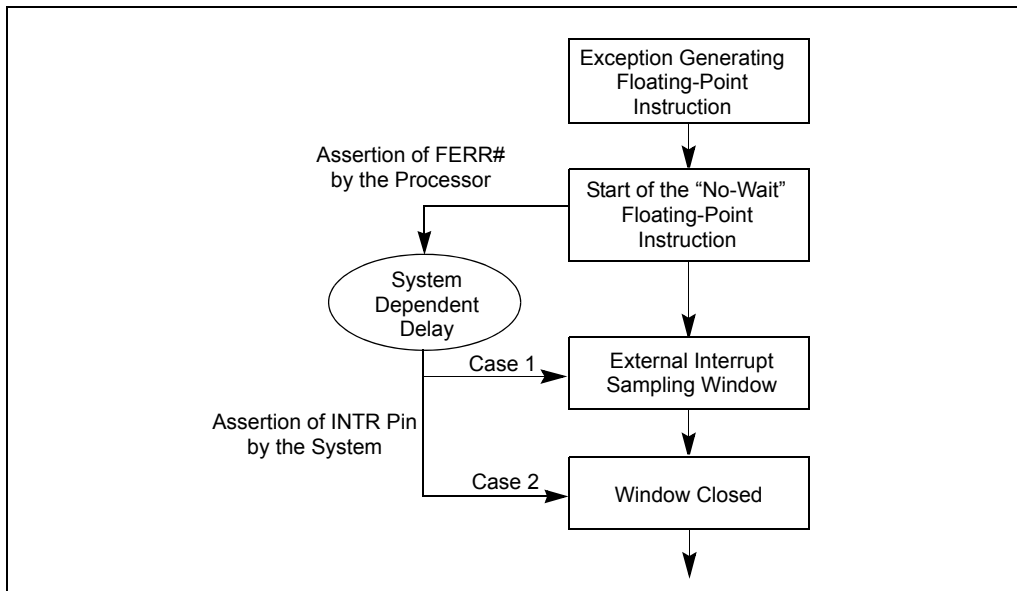 Exception Generating
Floating-Point
Instruction
Assertion of FERR#
by the Processor
Start of the “No-Wait”
Floating-Point
Instruction
System
Dependent
Delay
Case 1
External Interrupt
Sampling Window
Assertion of INTR Pin
by the System
Case 2
Window Closed